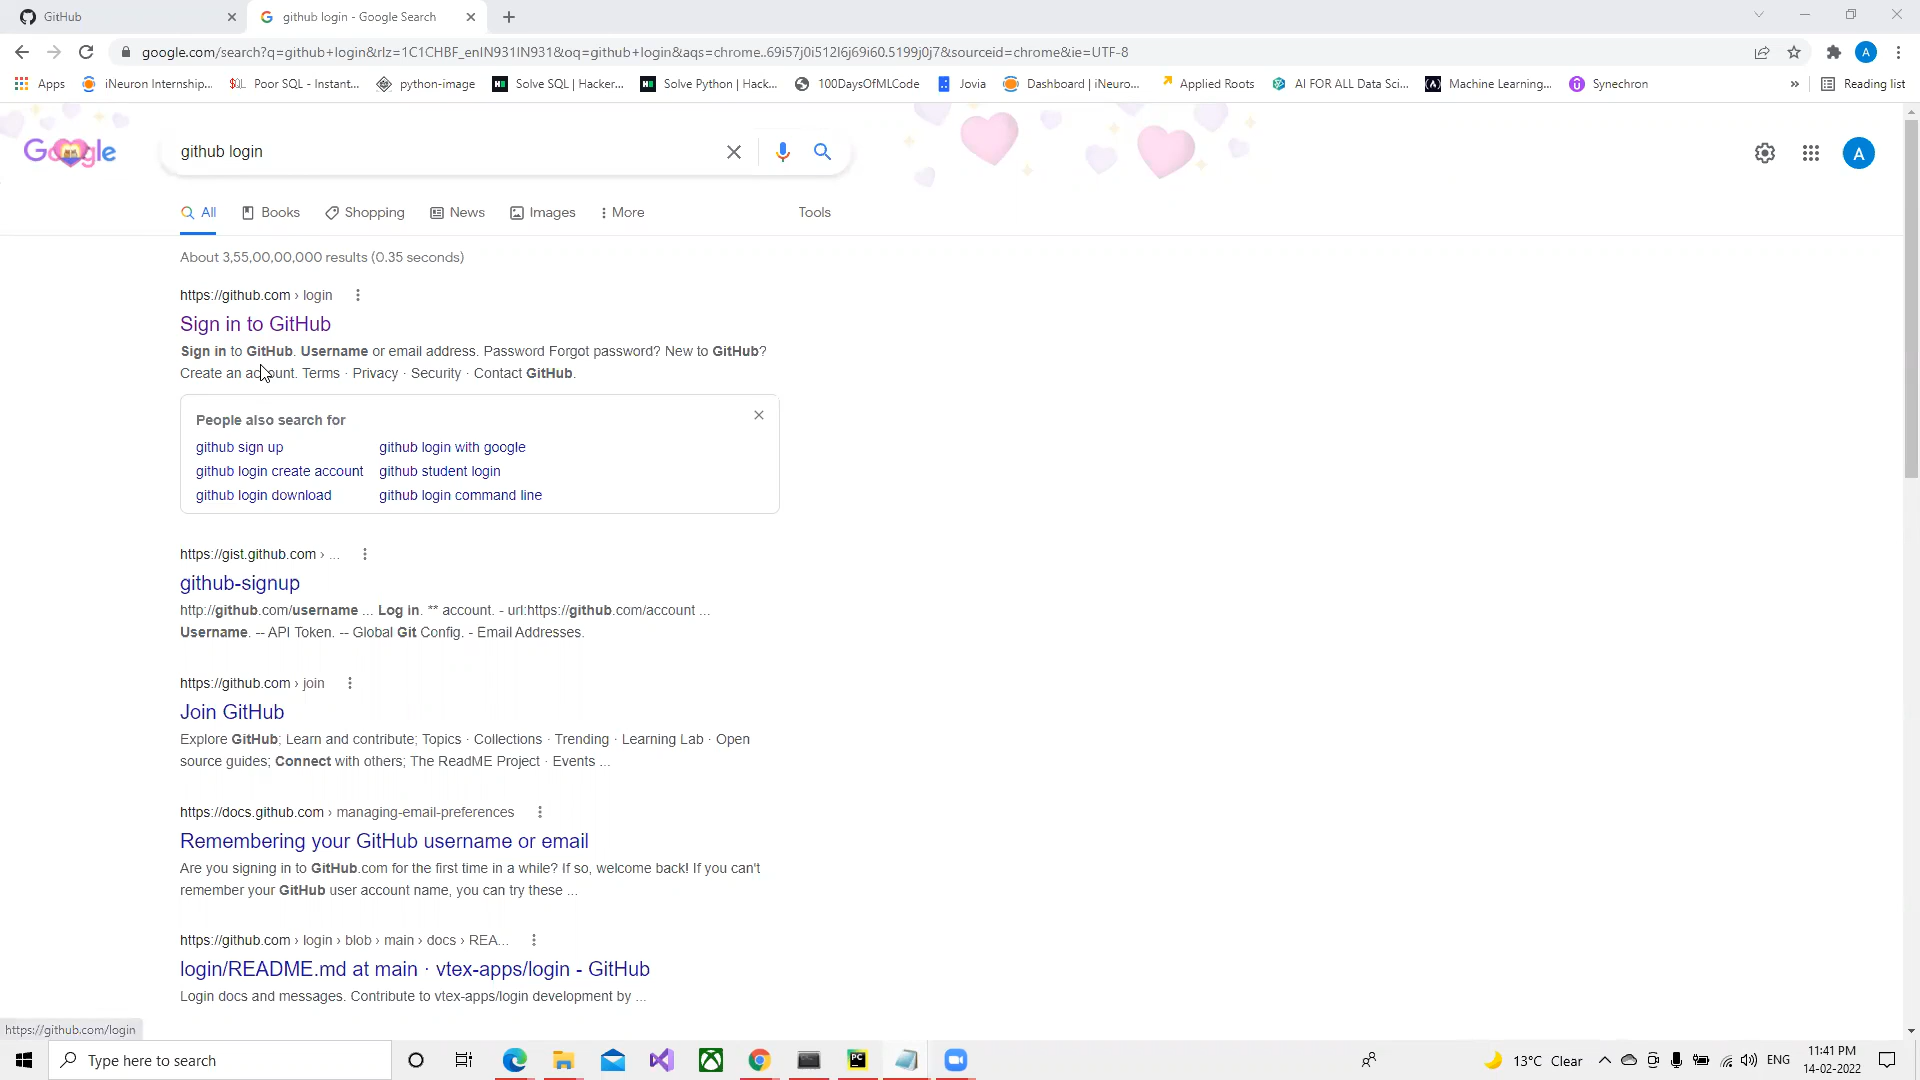 GitHub
github login - Google Search
google.com/search?q=github+login&rlz=1C1CHBF_enIN931IN931&oq=github+login&aqs=chrome..69i57j0i512l6j69i60.5199j0j7&sourceid=chrome&ie=UTF-8
A
Apps iNeuron Internship... Poor SQL - Instant... python-image Solve SQL | Hacker... Solve Python | Hack... 100DaysOfMLCode Jovia Dashboard | iNeuro... Applied Roots AI FOR ALL Data Sci... Machine Learning... Synechron » Reading list
Google
github login
A
All Books Shopping News Images More Tools
About 3,55,00,00,000 results (0.35 seconds)
https://github.com › login
Sign in to GitHub
Sign in to GitHub. Username or email address. Password Forgot password? New to GitHub?
Create an account. Terms · Privacy · Security · Contact GitHub.
People also search for
github sign up github login with google
github login create account github student login
github login download github login command line
https://gist.github.com › ...
github-signup
http://github.com/username ... Log in. ** account. - url:https://github.com/account ...
Username. -- API Token. -- Global Git Config. - Email Addresses.
https://github.com › join
Join GitHub
Explore GitHub; Learn and contribute; Topics · Collections · Trending · Learning Lab · Open
source guides; Connect with others; The ReadME Project · Events ...
https://docs.github.com › managing-email-preferences
Remembering your GitHub username or email
Are you signing in to GitHub.com for the first time in a while? If so, welcome back! If you can't
remember your GitHub user account name, you can try these ...
https://github.com › login › blob › main › docs › REA...
login/README.md at main · vtex-apps/login - GitHub
Login docs and messages. Contribute to vtex-apps/login development by ...
https://github.com/login
Type here to search
PC
13°C Clear
ENG
11:41 PM
14-02-2022